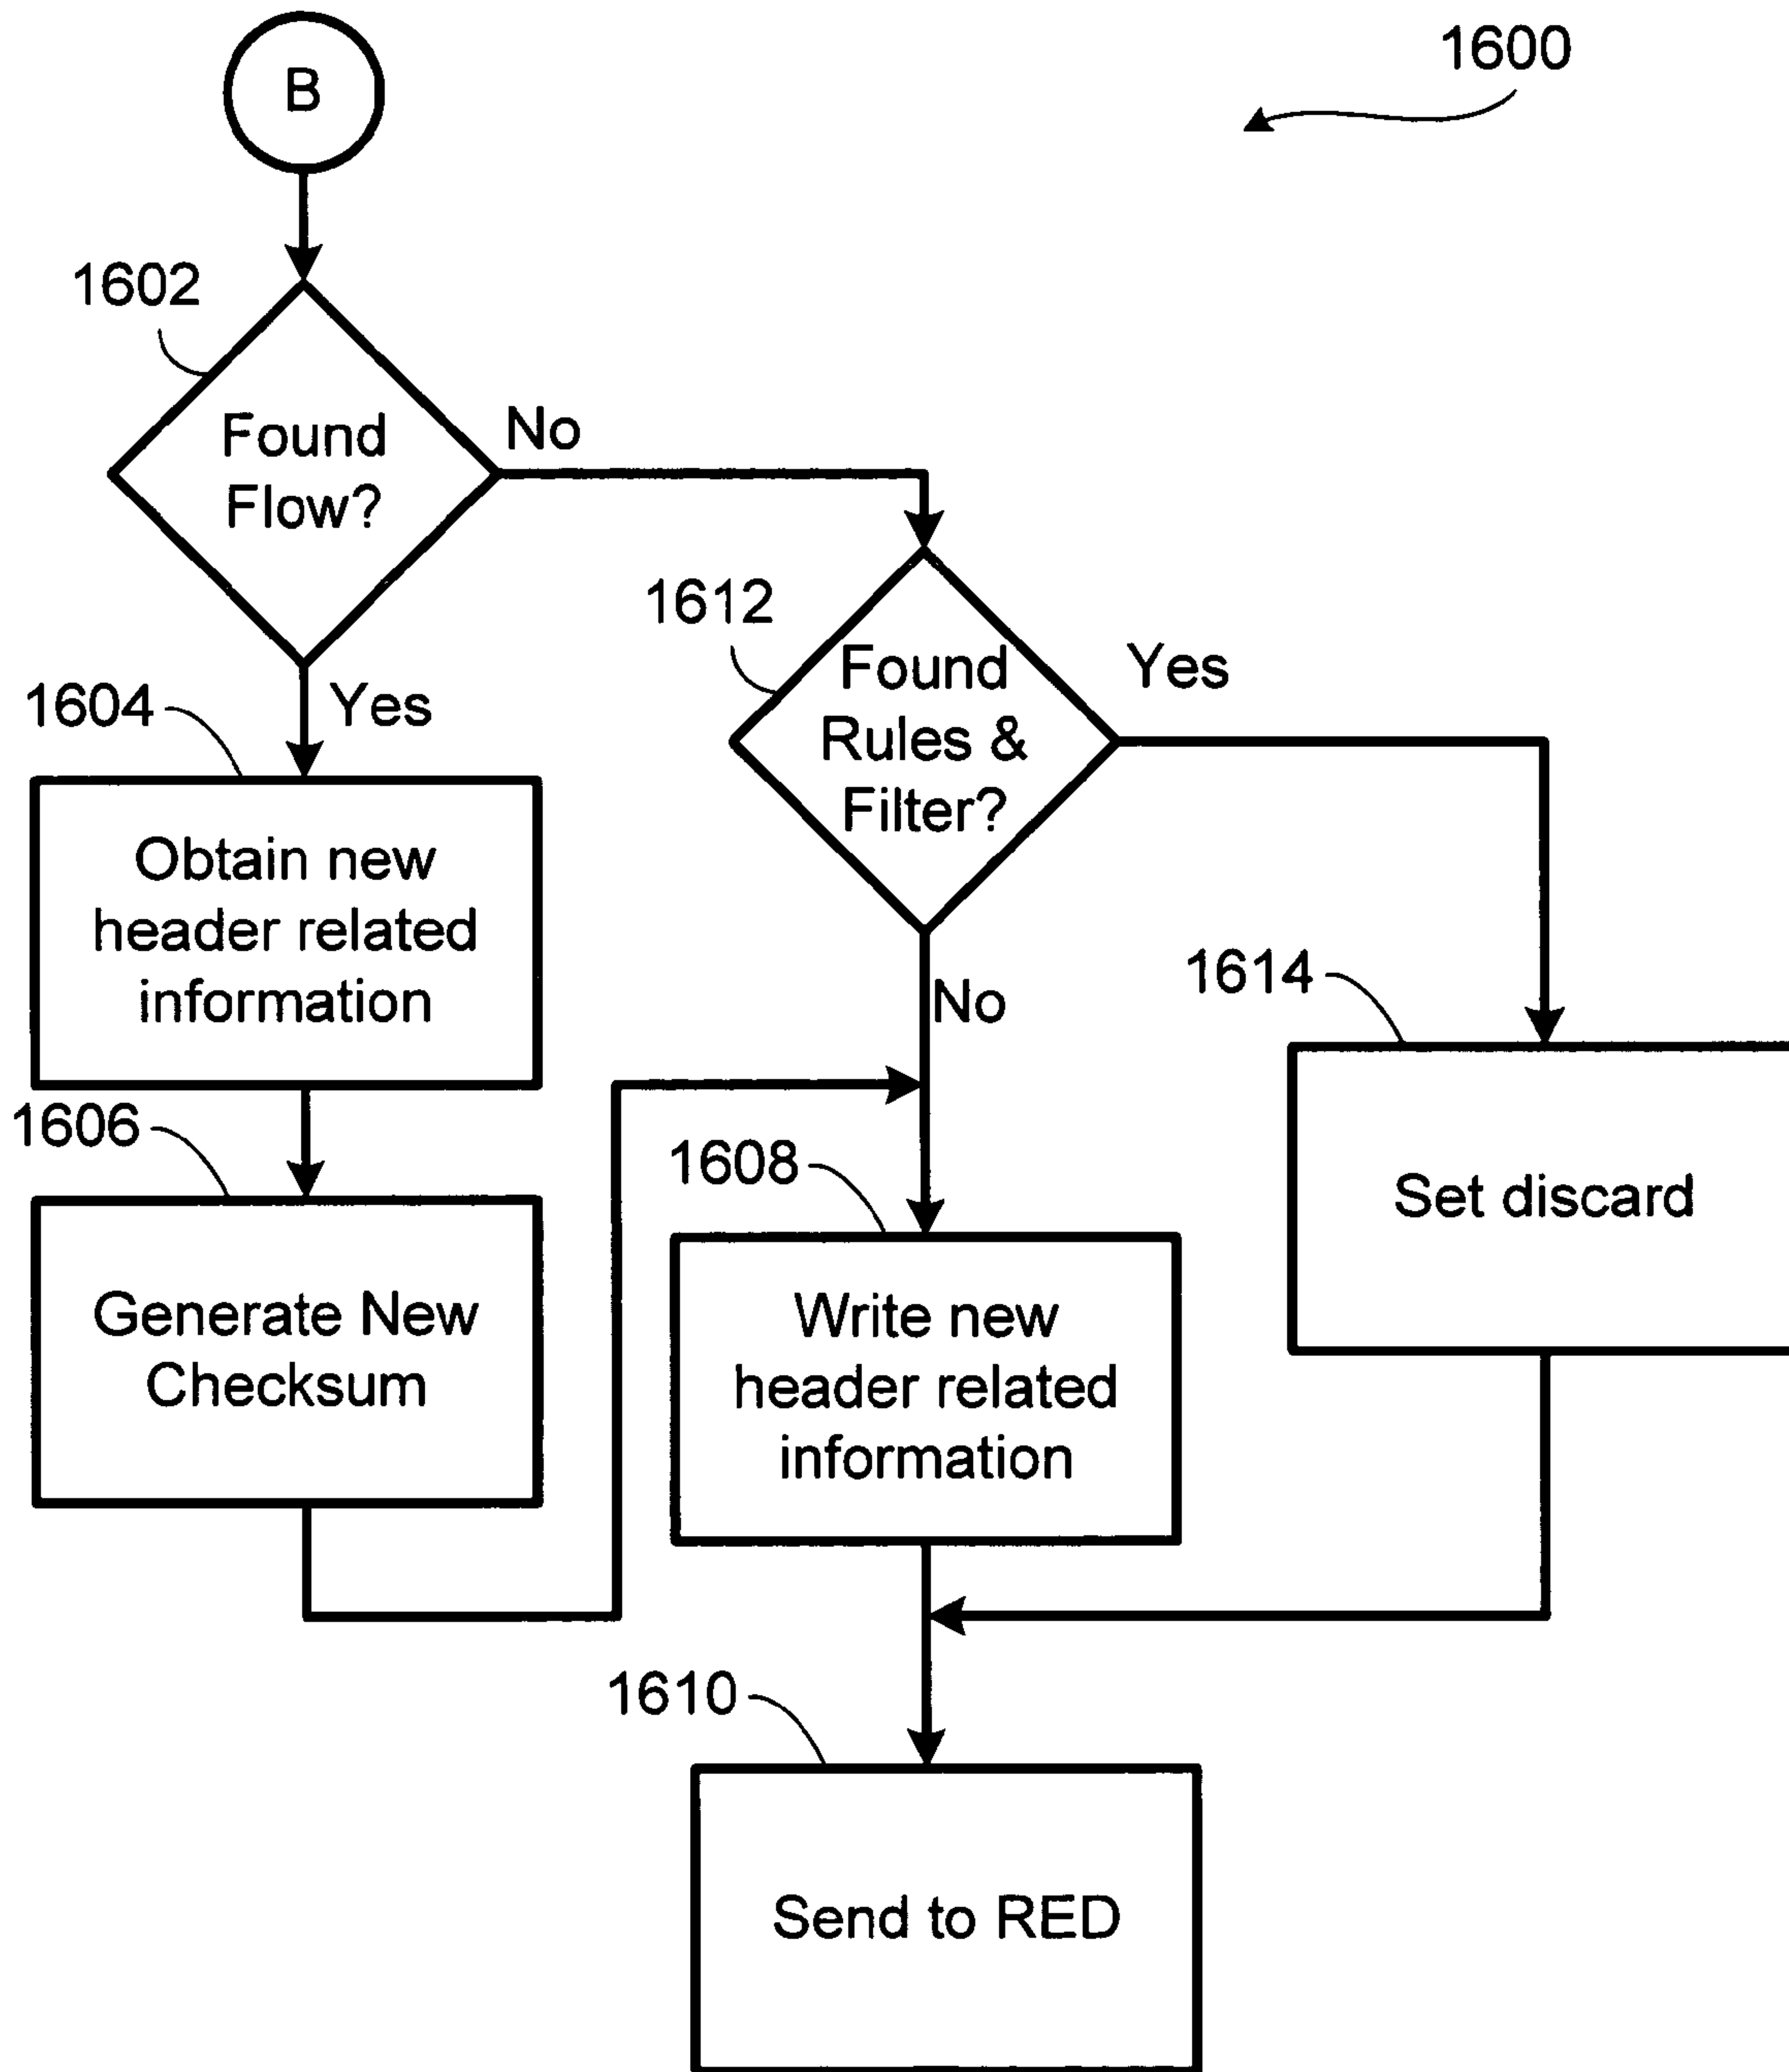 B
1600
1602
Found
Flow?
No
1612
Found
Rules &
Filter?
Yes
1604
Yes
Obtain new
header related
information
No
1614
Set discard
1606
Generate New
Checksum
1608
Write new
header related
information
1610
Send to RED